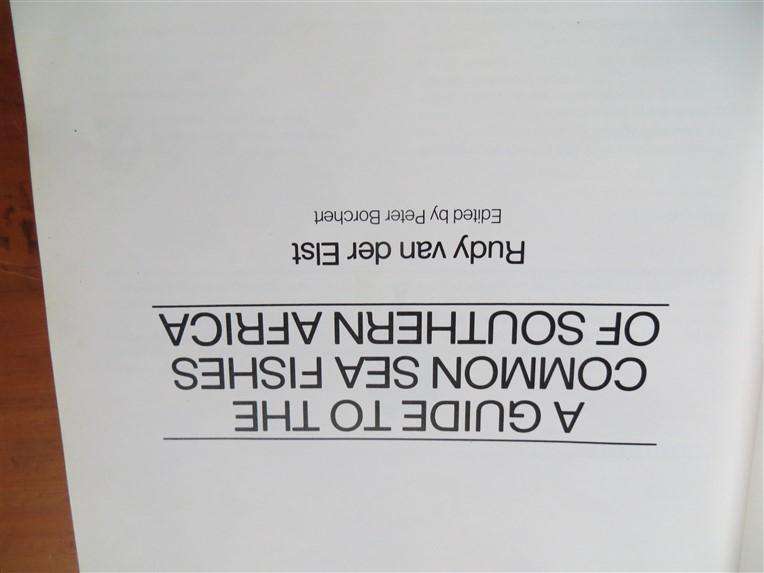 A GUIDE TO THE
COMMON SEA FISHES
OF SOUTHERN AFRICA
Rudy van der Elst
Edited by Peter Borchert